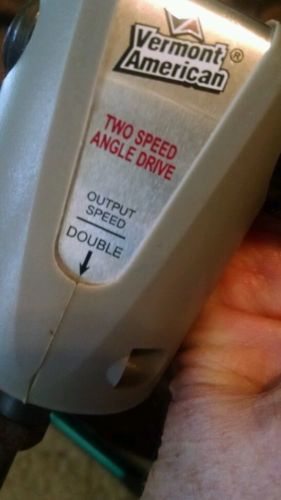 Vermont ®
American
TWO SPEED
ANGLE DRIVE
OUTPUT
SPEED
DOUBLE